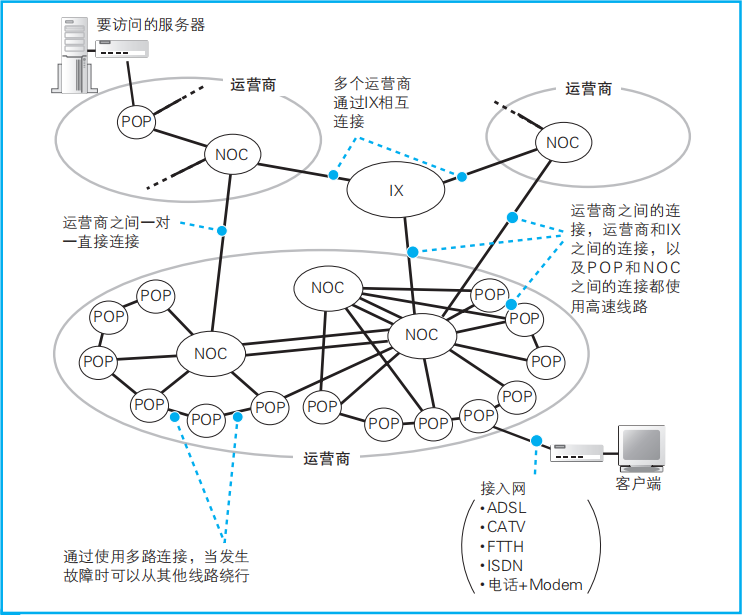 要访问的服务器
运营商
POP
NOC
多个运营商
通过IX相互
连接
IX
运营商
NOC
运营商之间一对
一直接连接
运营商之间的连
接，运营商和IX
之间的连接，以
及POP和NOC
之间的连接都使
用高速线路
POP
POP
POP
NOC
POP
POP
POP
NOC
NOC
POP
POP
POP
POP
POP
POP
POP
POP
运营商
客户端
接入网
•ADSL
•CATV
•FTTH
•ISDN
•电话+Modem
通过使用多路连接，当发生
故障时可以从其他线路绕行